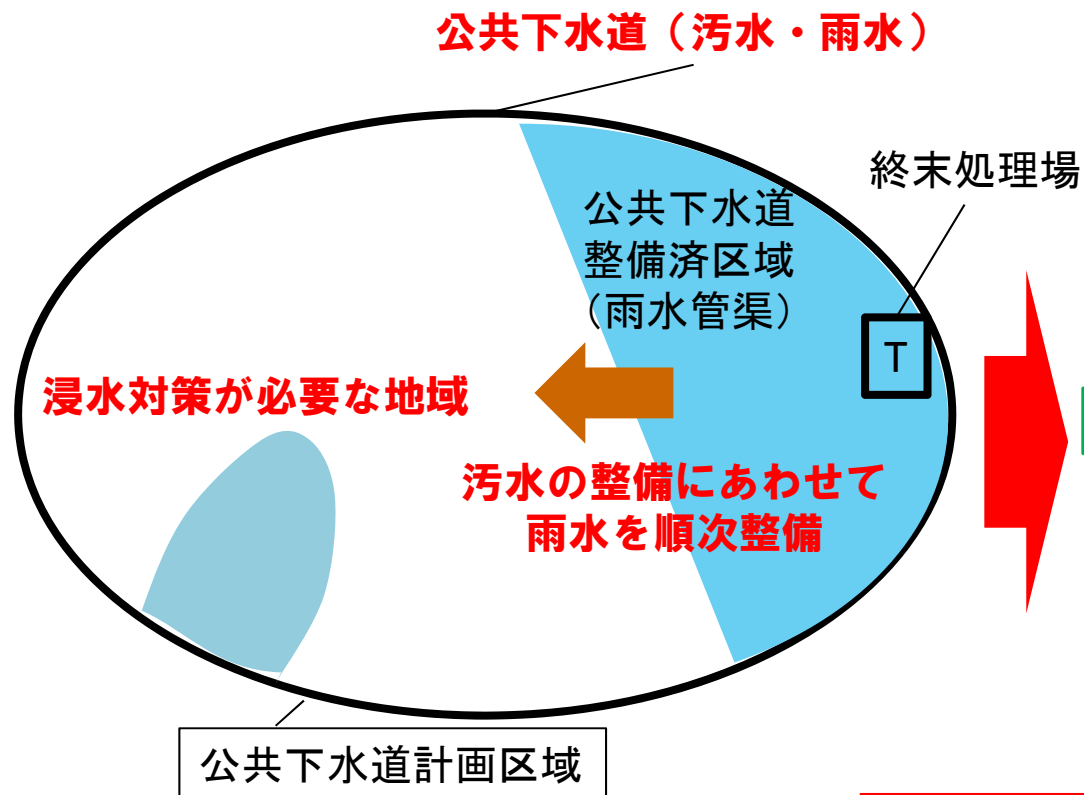 公共下水道（汚水・雨水）
終末処理場
公共下水道
整備済区域
（雨水管渠）
T
浸水対策が必要な地域
汚水の整備にあわせて
雨水を順次整備
公共下水道計画区域